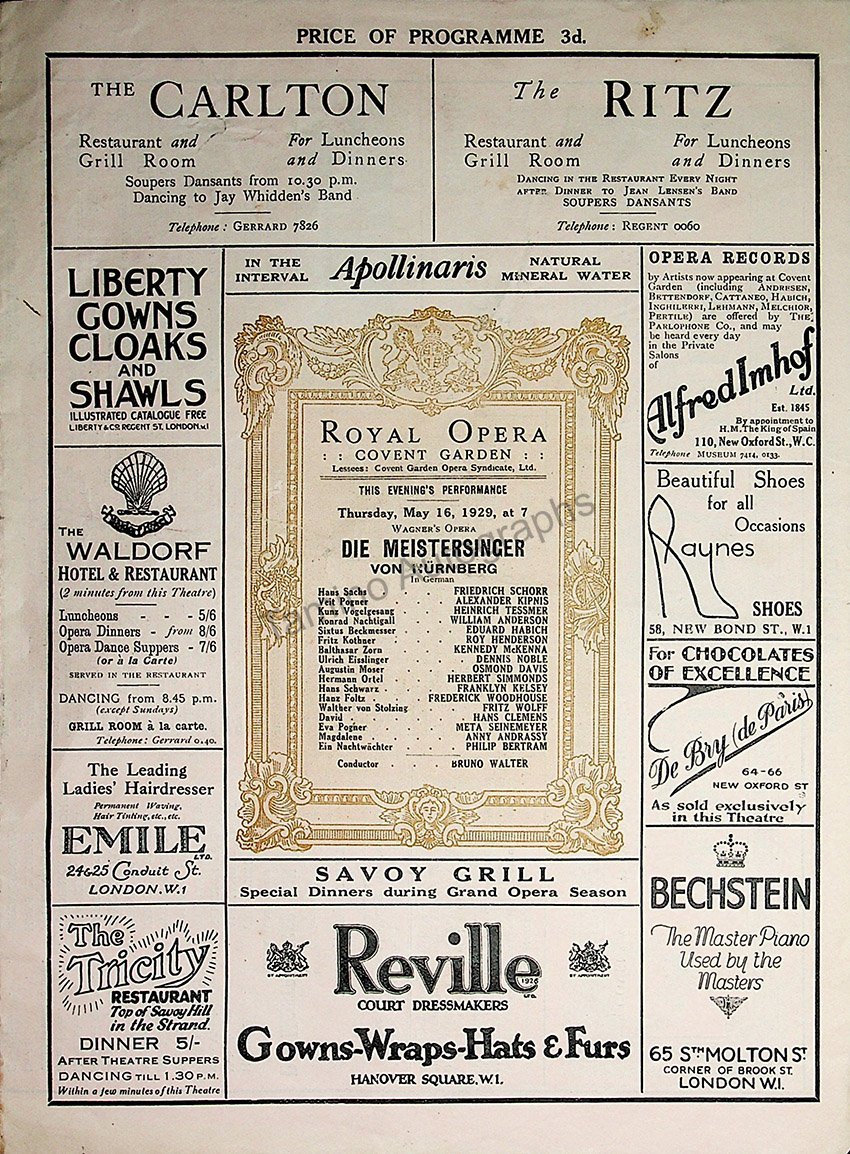 PRICE OF PROGRAMME 3d.
THE CARLTON
Restaurant and For Luncheons
Grill Room and Dinners
Soupers Dansants from 10.30 p.m.
Dancing to Jay Whidden's Band
Telephone: GERRARD 7826
The RITZ
Restaurant and For Luncheons
Grill Room and Dinners
DANCING IN THE RESTAURANT EVERY NIGHT
AFTER DINNER TO JEAN LENSEN'S BAND
SOUPERS DANSANTS
Telephone: REGENT 0060
LIBERTY
GOWNS
CLOAKS
AND
SHAWLS
ILLUSTRATED CATALOGUE FREE
LIBERTY & CO. REGENT ST. LONDON.W.1
IN THE INTERVAL Apollinaris NATURAL MINERAL WATER
OPERA RECORDS
by Artists now appearing at Covent
Garden (including ANDRESEN,
BETTENDORF, CATTANEO, HABICH,
INGHILERRI, LEHMANN, MELCHIOR,
PERTILE) are offered by THE
PARLOPHONE Co., and may
be heard every day
in the Private
Salons
of
Alfred Imhof
Ltd.
Est. 1845
By appointment to
H.M. The King of Spain
110, New Oxford St., W.C.
Telephone MUSEUM 7414, 0133.
ROYAL OPERA
:: COVENT GARDEN ::
Lessees: Covent Garden Opera Syndicate, Ltd.
THIS EVENING'S PERFORMANCE
Thursday, May 16, 1929, at 7
WAGNER'S OPERA
DIE MEISTERSINGER
VON NÜRNBERG
In German
Hans Sachs . . . FRIEDRICH SCHORR
Veit Pogner . . . ALEXANDER KIPNIS
Kunz Vogelgesang . . . HEINRICH TESSMER
Konrad Nachtigall . . . WILLIAM ANDERSON
Sixtus Beckmesser . . . EDUARD HABICH
Fritz Kothner . . . ROY HENDERSON
Balthasar Zorn . . . KENNEDY McKENNA
Ulrich Eisslinger . . . DENNIS NOBLE
Augustin Moser . . . OSMOND DAVIS
Hermann Ortel . . . HERBERT SIMMONDS
Hans Schwarz . . . FRANKLYN KELSEY
Hans Foltz . . . FREDERICK WOODHOUSE
Walther von Stolzing . . . FRITZ WOLFF
David . . . HANS CLEMENS
Eva Pogner . . . META SEINEMEYER
Magdalene . . . ANNY ANDRASSY
Ein Nachtwächter . . . PHILIP BERTRAM
Conductor . . . BRUNO WALTER
Tamino Autographs
THE
WALDORF
HOTEL & RESTAURANT
(2 minutes from this Theatre)
Luncheons - - - 5/6
Opera Dinners - from 8/6
Opera Dance Suppers - 7/6
(or à la Carte)
SERVED IN THE RESTAURANT
DANCING from 8.45 p.m.
(except Sundays)
GRILL ROOM à la carte.
Telephone: Gerrard 0.40.
Beautiful Shoes
for all
Occasions
Raynes
SHOES
58, NEW BOND ST., W.1
For CHOCOLATES
OF EXCELLENCE
De Bry (de Paris)
64-66
NEW OXFORD ST
As sold exclusively
in this Theatre
The Leading
Ladies' Hairdresser
Permanent Waving,
Hair Tinting, etc., etc.
EMILE LTD.
24 & 25 Conduit St.
LONDON. W.1
SAVOY GRILL
Special Dinners during Grand Opera Season
BECHSTEIN
The Master Piano
Used by the
Masters
65 STH MOLTON ST
CORNER OF BROOK ST.
LONDON W.1.
The
Tricity
RESTAURANT
Top of Savoy Hill
in the Strand.
DINNER 5/-
AFTER THEATRE SUPPERS
DANCING TILL 1.30 P.M.
Within a few minutes of this Theatre
BY APPOINTMENT BY APPOINTMENT
Reville 1926 LTD.
COURT DRESSMAKERS
Gowns-Wraps-Hats & Furs
HANOVER SQUARE. W.1.